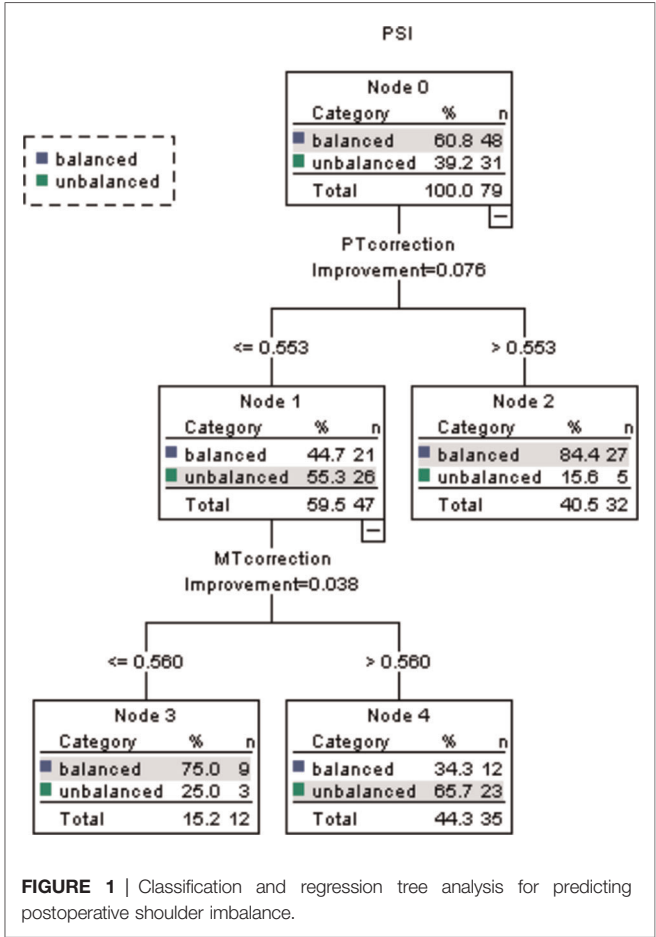 PSI
balanced
unbalanced
Node 0
Category % n
balanced 60.8 48
unbalanced 39.2 31
Total 100.0 79
PTcorrection
Improvement=0.076
<= 0.553 > 0.553
Node 1
Category % n
balanced 44.7 21
unbalanced 55.3 26
Total 59.5 47
Node 2
Category % n
balanced 84.4 27
unbalanced 15.6 5
Total 40.5 32
MTcorrection
Improvement=0.038
<= 0.560 > 0.560
Node 3
Category % n
balanced 75.0 9
unbalanced 25.0 3
Total 15.2 12
Node 4
Category % n
balanced 34.3 12
unbalanced 65.7 23
Total 44.3 35
FIGURE 1 | Classification and regression tree analysis for predicting
postoperative shoulder imbalance.